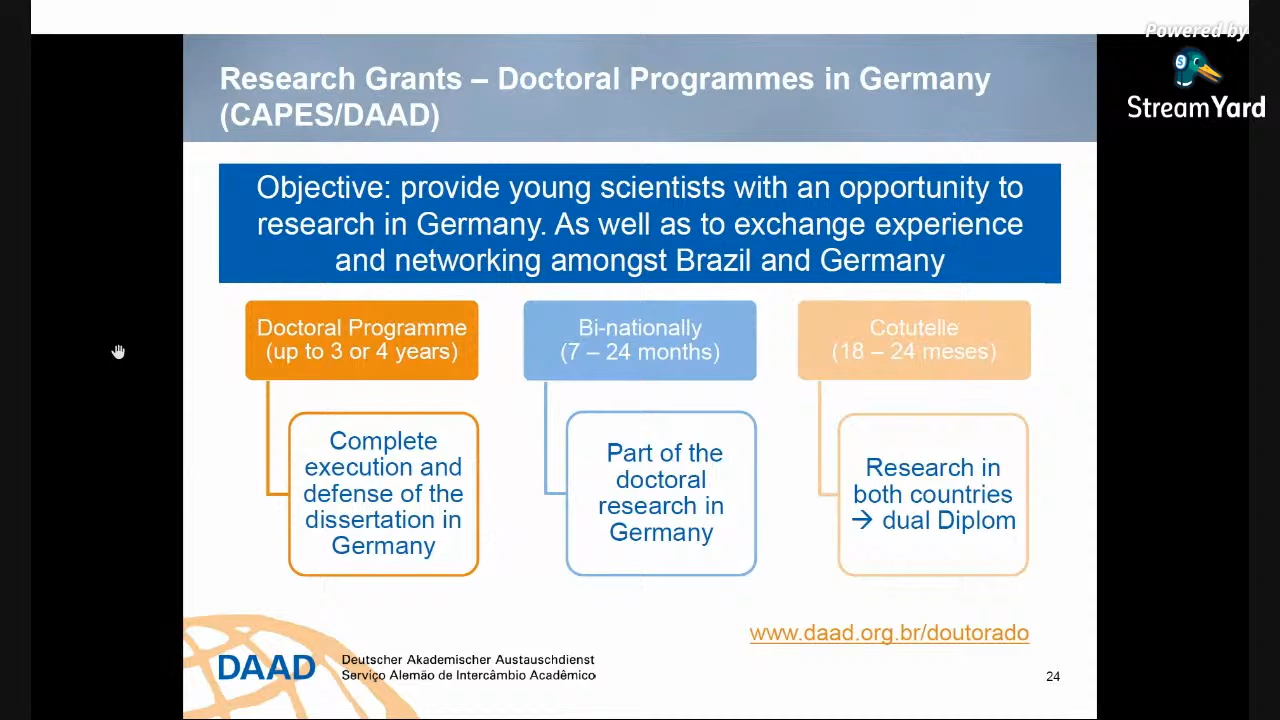 Powered by
StreamYard
Research Grants – Doctoral Programmes in Germany
(CAPES/DAAD)
Objective: provide young scientists with an opportunity to
research in Germany. As well as to exchange experience
and networking amongst Brazil and Germany
Doctoral Programme
(up to 3 or 4 years)
Complete
execution and
defense of the
dissertation in
Germany
Bi-nationally
(7 – 24 months)
Part of the
doctoral
research in
Germany
Cotutelle
(18 – 24 meses)
Research in
both countries
→ dual Diplom
www.daad.org.br/doutorado
DAAD
Deutscher Akademischer Austauschdienst
Serviço Alemão de Intercâmbio Acadêmico
24